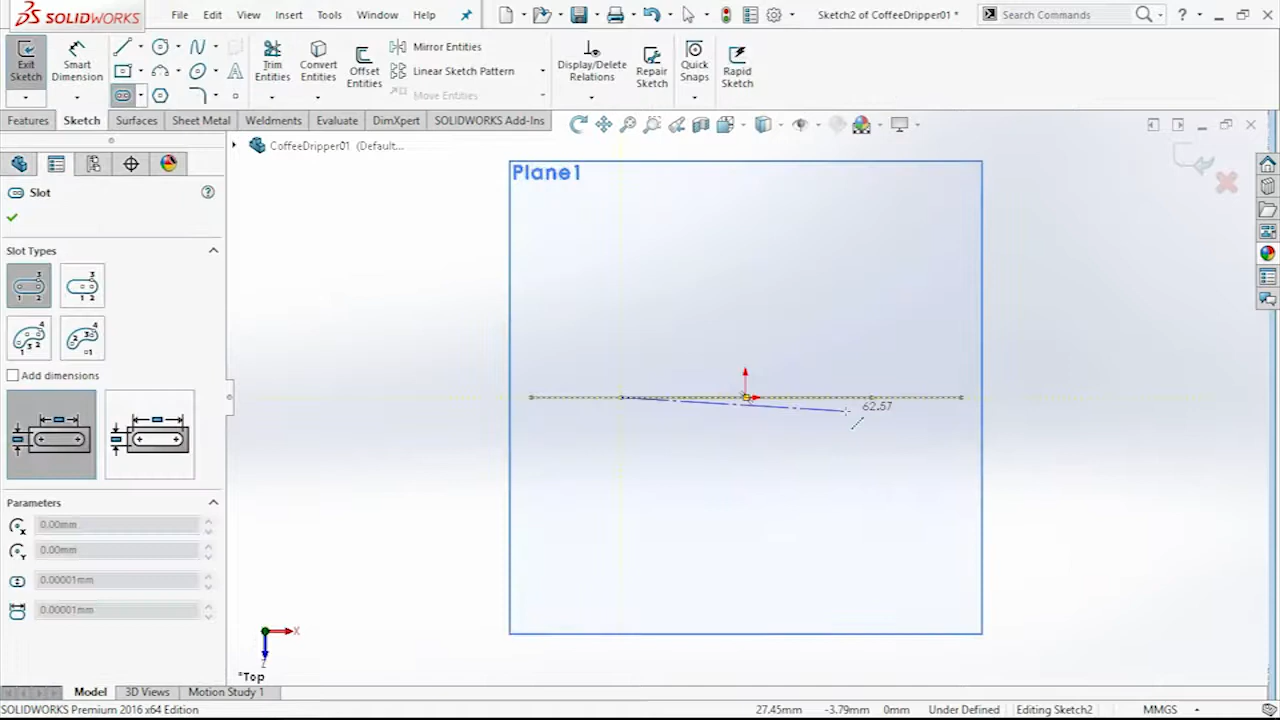 SOLIDWORKS File Edit View Insert Tools Window Help Sketch2 of CoffeeDripper01 * Search Commands ?
Exit Sketch
Smart Dimension
Trim Entities
Convert Entities
Offset Entities
Mirror Entities
Linear Sketch Pattern
Move Entities
Display/Delete Relations
Repair Sketch
Quick Snaps
Rapid Sketch
Features Sketch Surfaces Sheet Metal Weldments Evaluate DimXpert SOLIDWORKS Add-Ins
CoffeeDripper01 (Default...
Plane1
Slot
Slot Types
Add dimensions
62.57
Parameters
0.00mm
0.00mm
0.00001mm
0.00001mm
X
Z
*Top
Model 3D Views Motion Study 1
SOLIDWORKS Premium 2016 x64 Edition 27.45mm -3.79mm 0mm Under Defined Editing Sketch2 MMGS